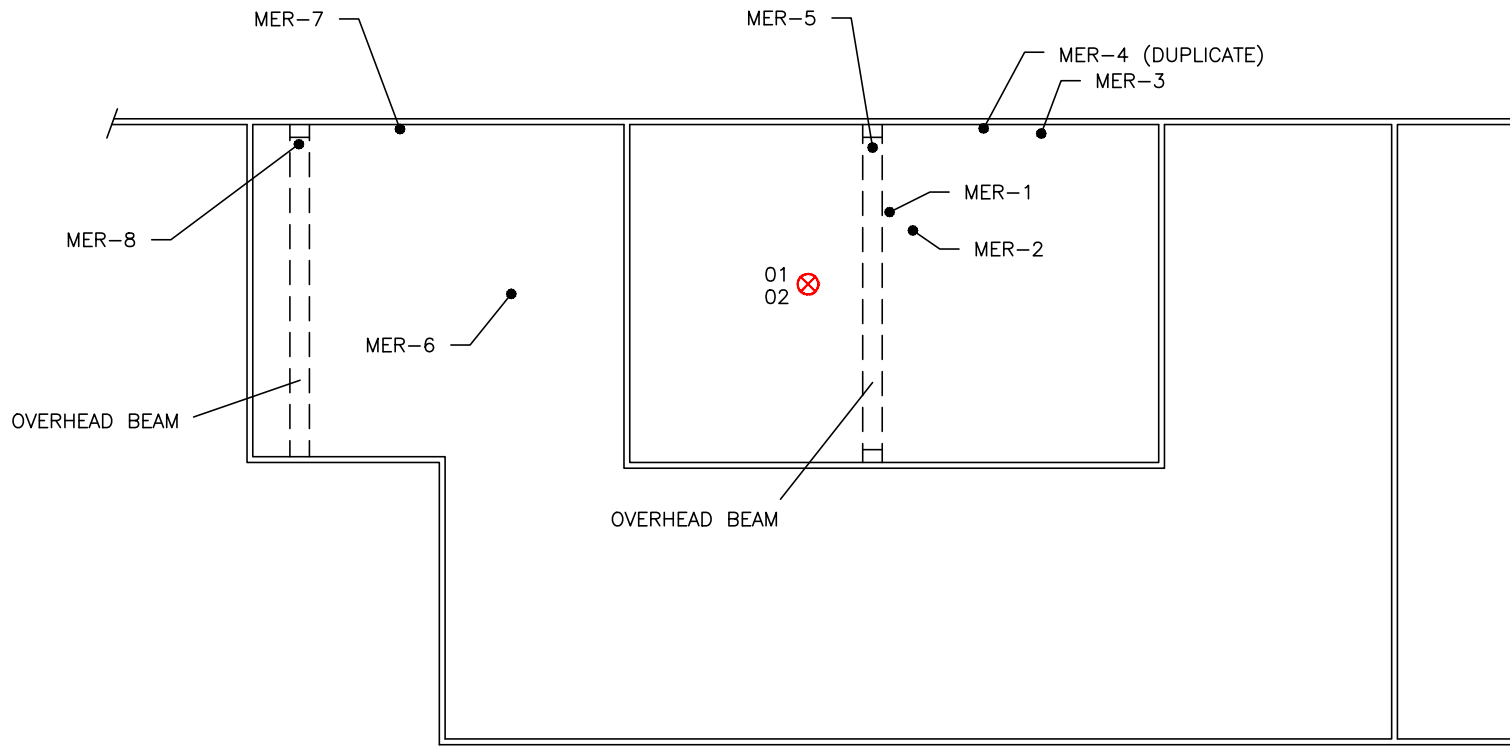 MER-7
MER-5
MER-4 (DUPLICATE)
MER-3
MER-1
MER-8
MER-2
01
02
MER-6
OVERHEAD BEAM
OVERHEAD BEAM